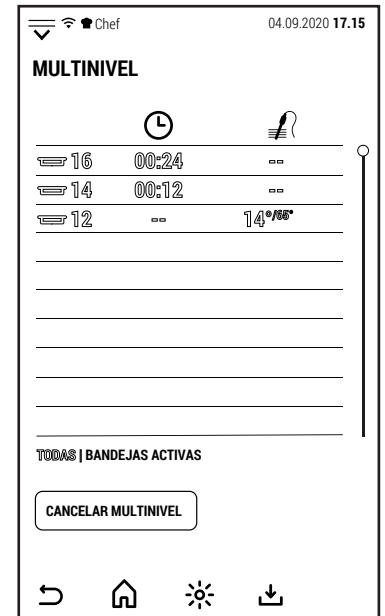 Chef 04.09.2020 17.15
MULTINIVEL
16 00:24 --
14 00:12 --
12 -- 14°/65°
TODAS | BANDEJAS ACTIVAS
CANCELAR MULTINIVEL